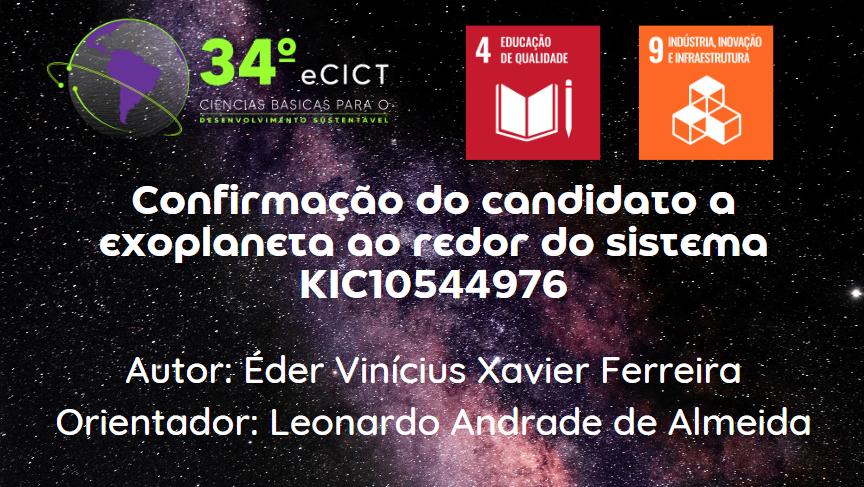 34º eCICT
CIÊNCIAS BÁSICAS PARA O
DESENVOLVIMENTO SUSTENTÁVEL
4 EDUCAÇÃO
DE QUALIDADE
9 INDÚSTRIA, INOVAÇÃO
E INFRAESTRUTURA
Confirmação do candidato a
exoplaneta ao redor do sistema
KIC10544976
Autor: Éder Vinícius Xavier Ferreira
Orientador: Leonardo Andrade de Almeida